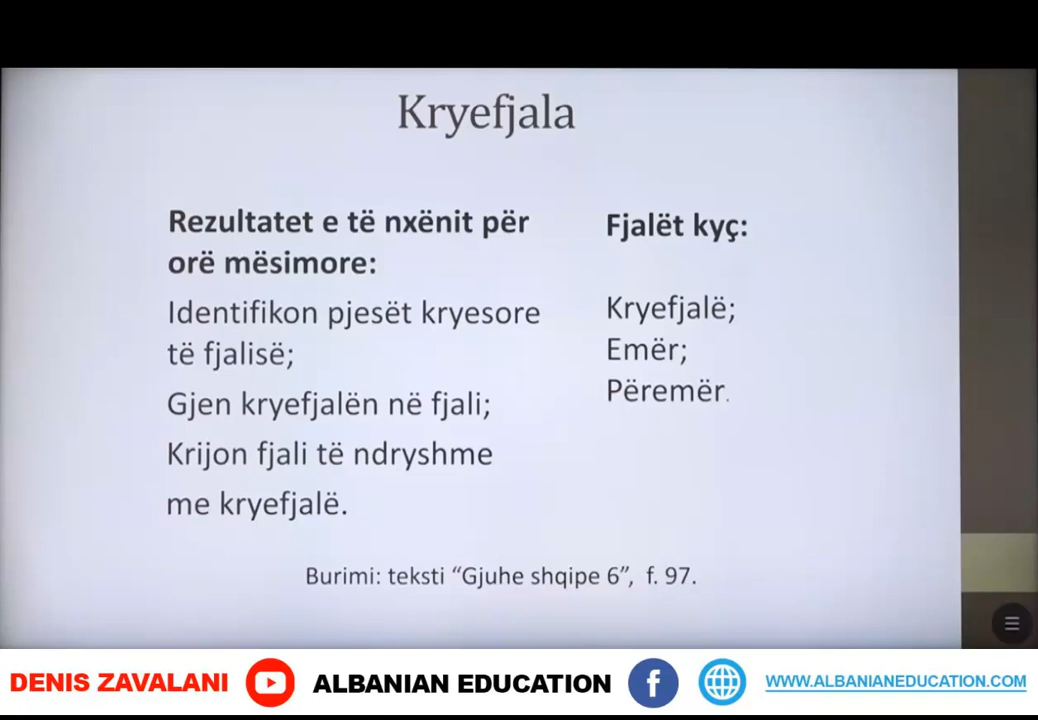 Kryefjala
Rezultatet e të nxënit për
orë mësimore:
Identifikon pjesët kryesore
të fjalisë;
Gjen kryefjalën në fjali;
Krijon fjali të ndryshme
me kryefjalë.
Fjalët kyç:
Kryefjalë;
Emër;
Përemër.
Burimi: teksti “Gjuhe shqipe 6”, f. 97.
DENIS ZAVALANI
ALBANIAN EDUCATION
WWW.ALBANIANEDUCATION.COM